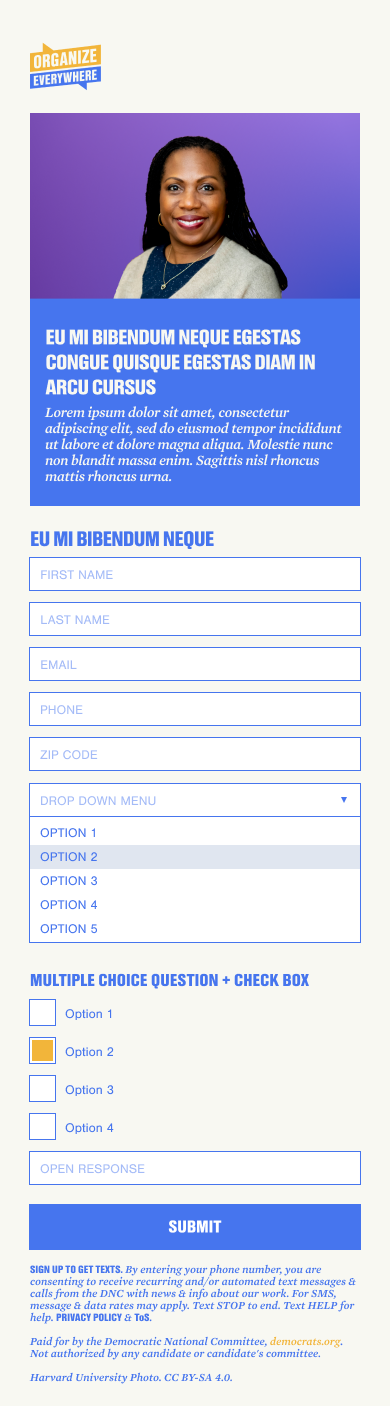 ORGANIZE
EVERYWHERE
EU MI BIBENDUM NEQUE EGESTAS
CONGUE QUISQUE EGESTAS DIAM IN
ARCU CURSUS
Lorem ipsum dolor sit amet, consectetur
adipiscing elit, sed do eiusmod tempor incididunt
ut labore et dolore magna aliqua. Molestie nunc
non blandit massa enim. Sagittis nisl rhoncus
mattis rhoncus urna.
EU MI BIBENDUM NEQUE
FIRST NAME
LAST NAME
EMAIL
PHONE
ZIP CODE
DROP DOWN MENU
OPTION 1
OPTION 2
OPTION 3
OPTION 4
OPTION 5
MULTIPLE CHOICE QUESTION + CHECK BOX
Option 1
Option 2
Option 3
Option 4
OPEN RESPONSE
SUBMIT
SIGN UP TO GET TEXTS. By entering your phone number, you are
consenting to receive recurring and/or automated text messages &
calls from the DNC with news & info about our work. For SMS,
message & data rates may apply. Text STOP to end. Text HELP for
help. PRIVACY POLICY & ToS.
Paid for by the Democratic National Committee, democrats.org.
Not authorized by any candidate or candidate's committee.
Harvard University Photo. CC BY-SA 4.0.